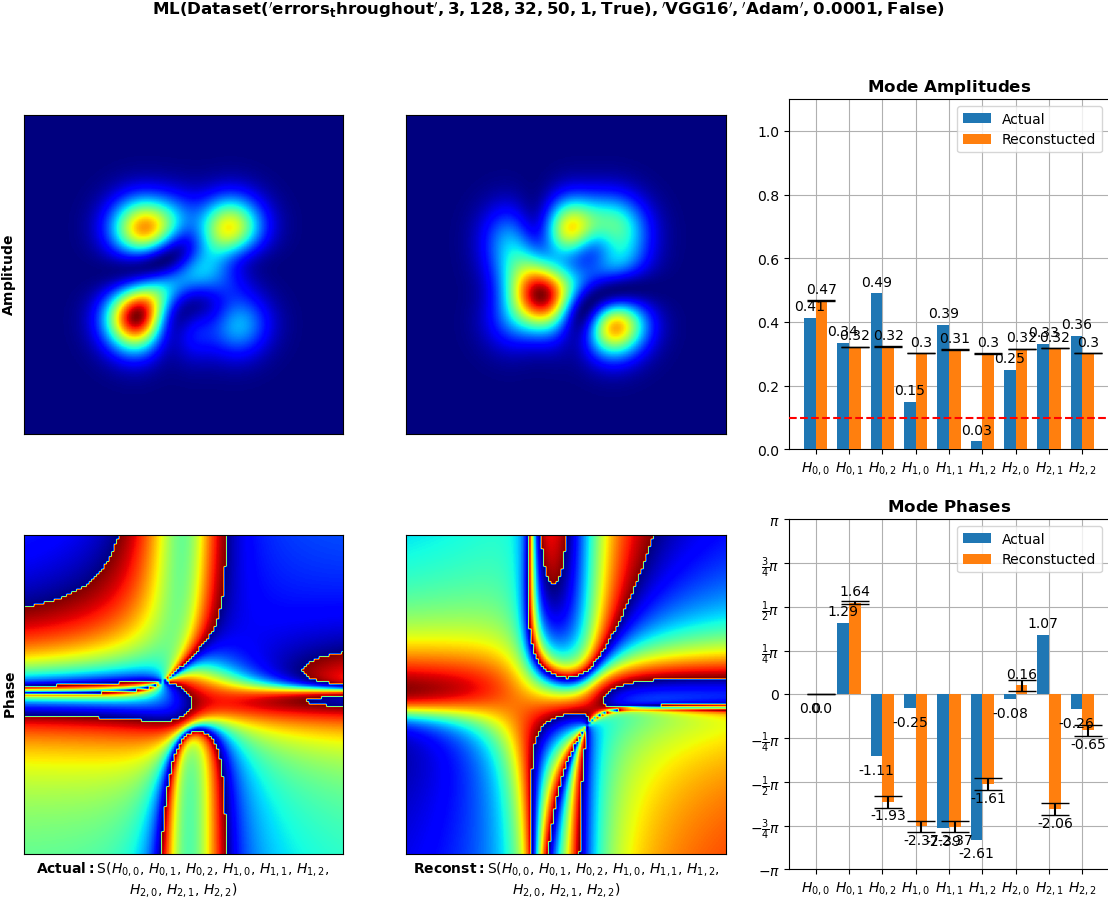 ML(Dataset('errors_throughout', 3, 128, 32, 50, 1, True), 'VGG16', 'Adam', 0.0001, False)
Amplitude
Mode Amplitudes
Actual
Reconstucted
1.0
0.8
0.6
0.4
0.2
0.0
0.41 0.34 0.49 0.15 0.39 0.03 0.25 0.33 0.36
0.47 0.32 0.32 0.3 0.31 0.3 0.32 0.32 0.3
H0,0 H0,1 H0,2 H1,0 H1,1 H1,2 H2,0 H2,1 H2,2
Phase
Actual: S(H0,0, H0,1, H0,2, H1,0, H1,1, H1,2,
H2,0, H2,1, H2,2)
Reconst: S(H0,0, H0,1, H0,2, H1,0, H1,1, H1,2,
H2,0, H2,1, H2,2)
Mode Phases
Actual
Reconstucted
π
3/4π
1/2π
1/4π
0
−1/4π
−1/2π
−3/4π
−π
0.0 1.29 -1.11 -0.25 -2.39 -2.61 -0.08 1.07 -0.26
0.0 1.64 -1.93 -2.37 -2.37 -1.61 0.16 -2.06 -0.65
H0,0 H0,1 H0,2 H1,0 H1,1 H1,2 H2,0 H2,1 H2,2